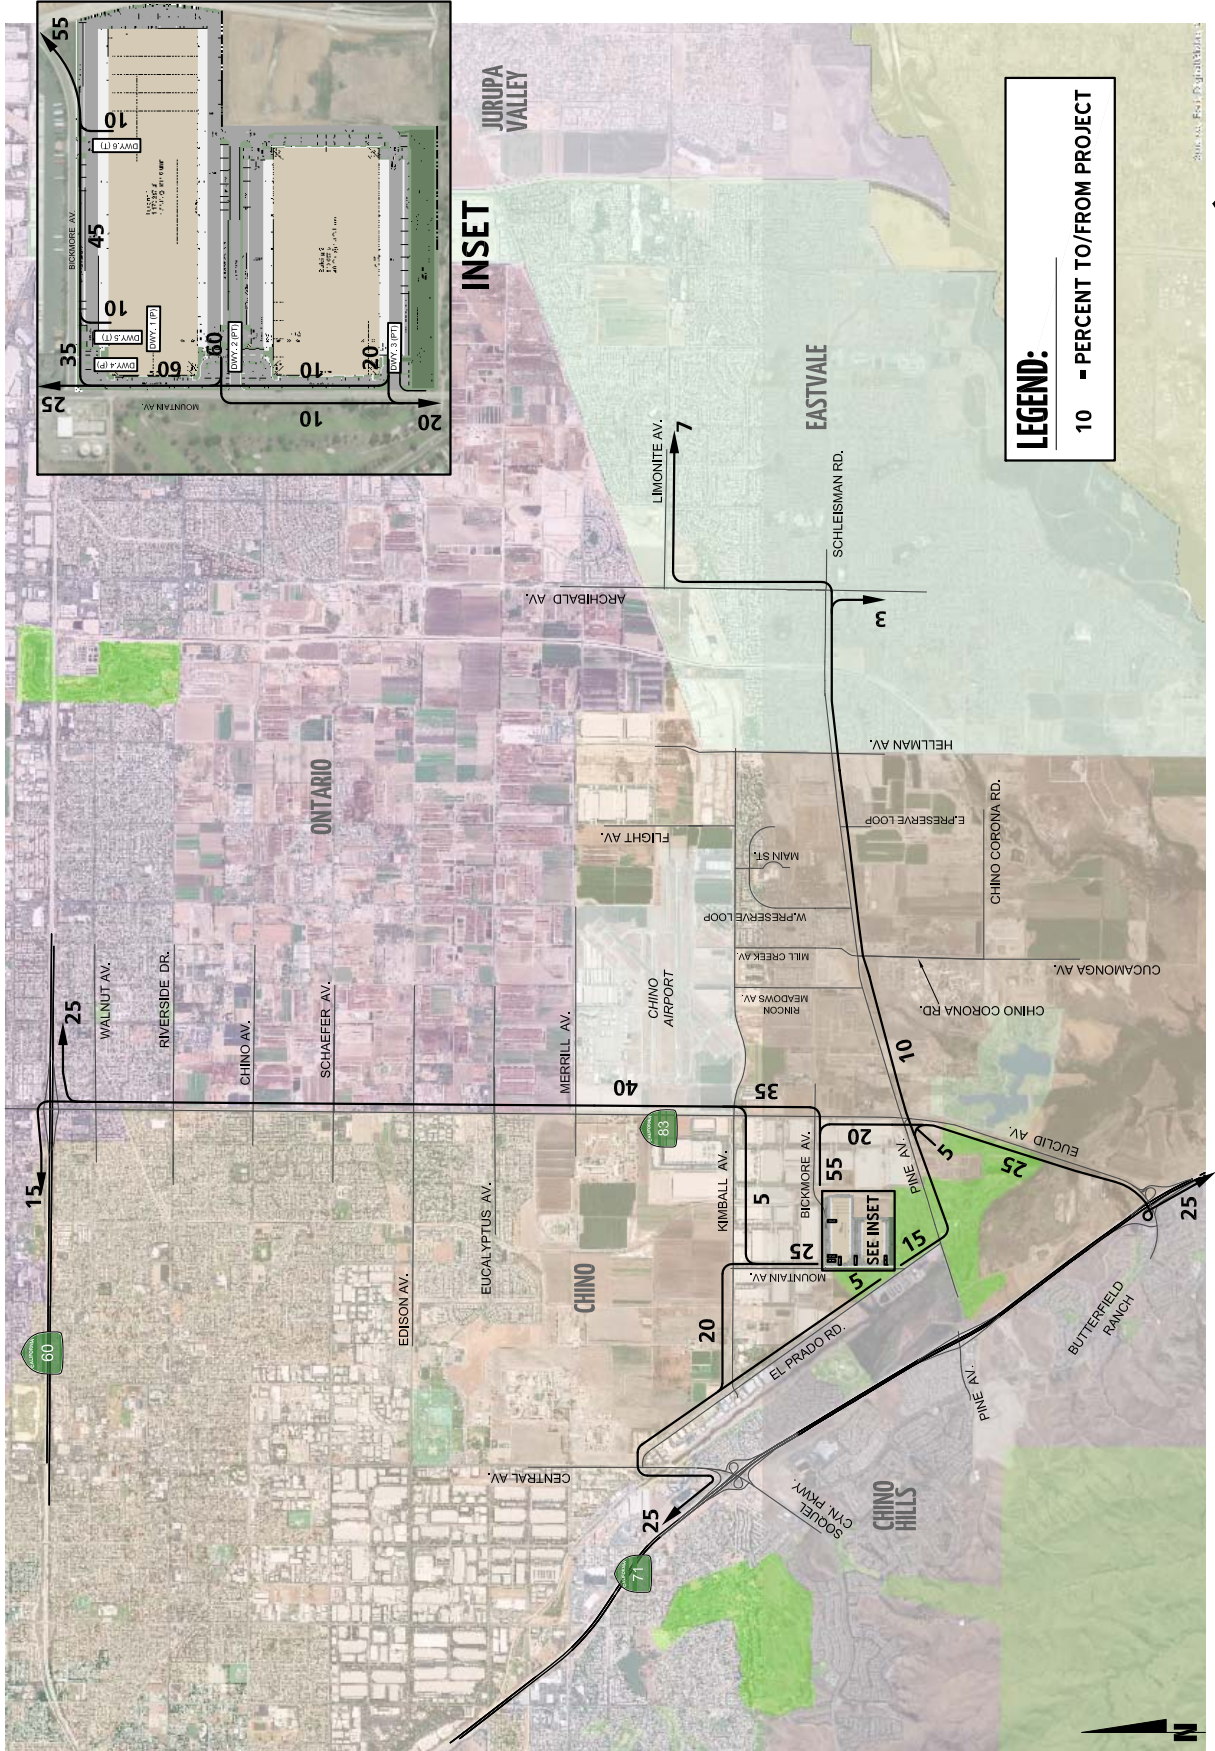 55
10
DWY.6 (T)
BICKMORE AV.
45
10
DWY.5 (T)
DWY. 1 (P)
35
DWY.4 (P)
60
60
DWY. 2 (PT)
10
20
DWY. 3 (PT)
25
MOUNTAIN AV.
10
20
INSET
JURUPA
VALLEY
LEGEND:
10 - PERCENT TO/FROM PROJECT
EASTVALE
LIMONITE AV.
7
SCHLEISMAN RD.
ARCHIBALD AV.
3
ONTARIO
HELLMAN AV.
FLIGHT AV.
E.PRESERVE LOOP
MAIN ST.
CHINO CORONA RD.
W.PRESERVE LOOP
MILL CREEK AV.
CUCAMONGA AV.
RINCON
MEADOWS AV.
CHINO CORONA RD.
CHINO
AIRPORT
25
WALNUT AV.
RIVERSIDE DR.
CHINO AV.
SCHAEFER AV.
MERRILL AV.
40
35
10
CALIFORNIA
83
20
PINE AV.
5
EUCLID AV.
25
15
KIMBALL AV.
5
BICKMORE AV.
55
25
SEE INSET
15
25
EUCALYPTUS AV.
CHINO
MOUNTAIN AV.
5
EDISON AV.
20
EL PRADO RD.
BUTTERFIELD
RANCH
CALIFORNIA
60
PINE AV.
CENTRAL AV.
25
SOQUEL
CYN. PKWY.
CHINO
HILLS
CALIFORNIA
71
N